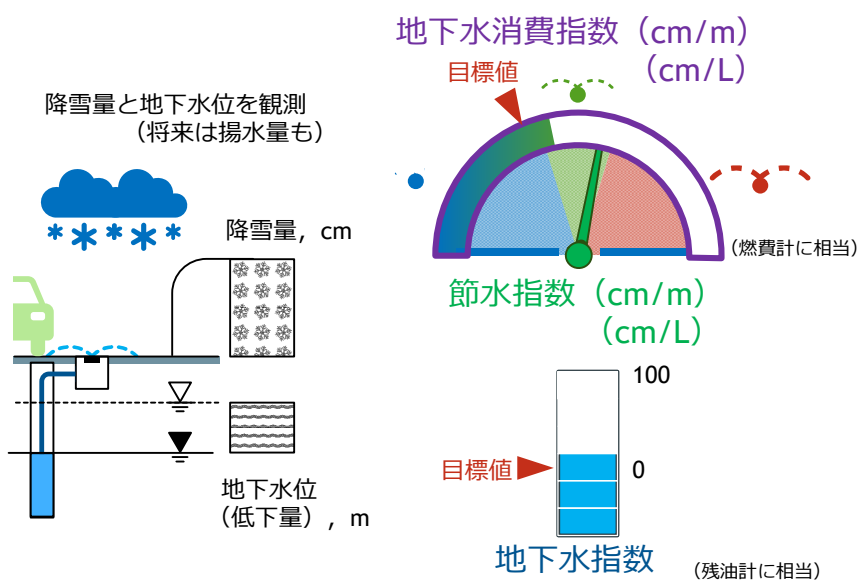 地下水消費指数（cm/m）
（cm/L）
目標値
降雪量と地下水位を観測
（将来は揚水量も）
降雪量，cm
（燃費計に相当）
節水指数（cm/m）
（cm/L）
100
目標値
0
地下水位
（低下量），m
地下水指数
（残油計に相当）